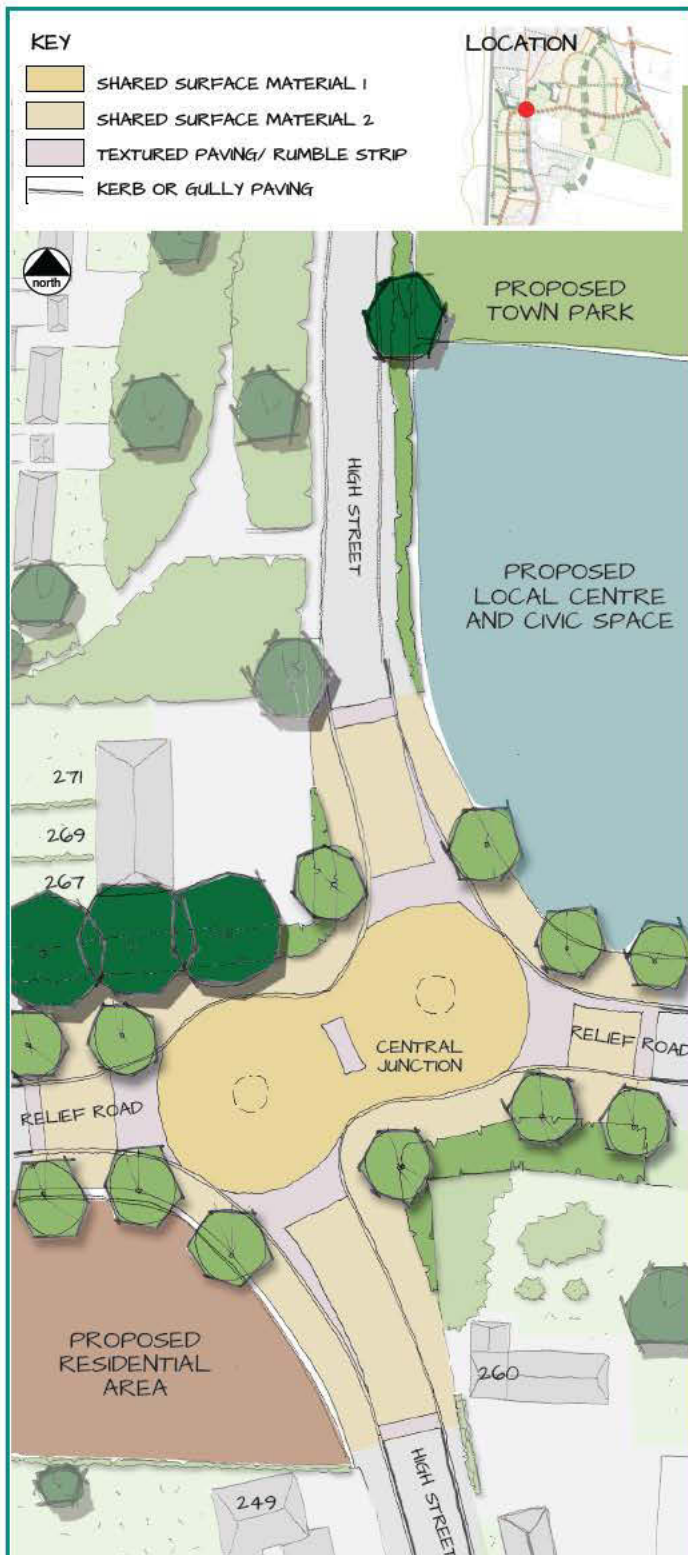 KEY
SHARED SURFACE MATERIAL 1
SHARED SURFACE MATERIAL 2
TEXTURED PAVING/ RUMBLE STRIP
KERB OR GULLY PAVING
LOCATION
north
PROPOSED
TOWN PARK
HIGH STREET
PROPOSED
LOCAL CENTRE
AND CIVIC SPACE
271
269
267
CENTRAL
JUNCTION
RELIEF ROAD
RELIEF ROAD
PROPOSED
RESIDENTIAL
AREA
260
HIGH STREET
249